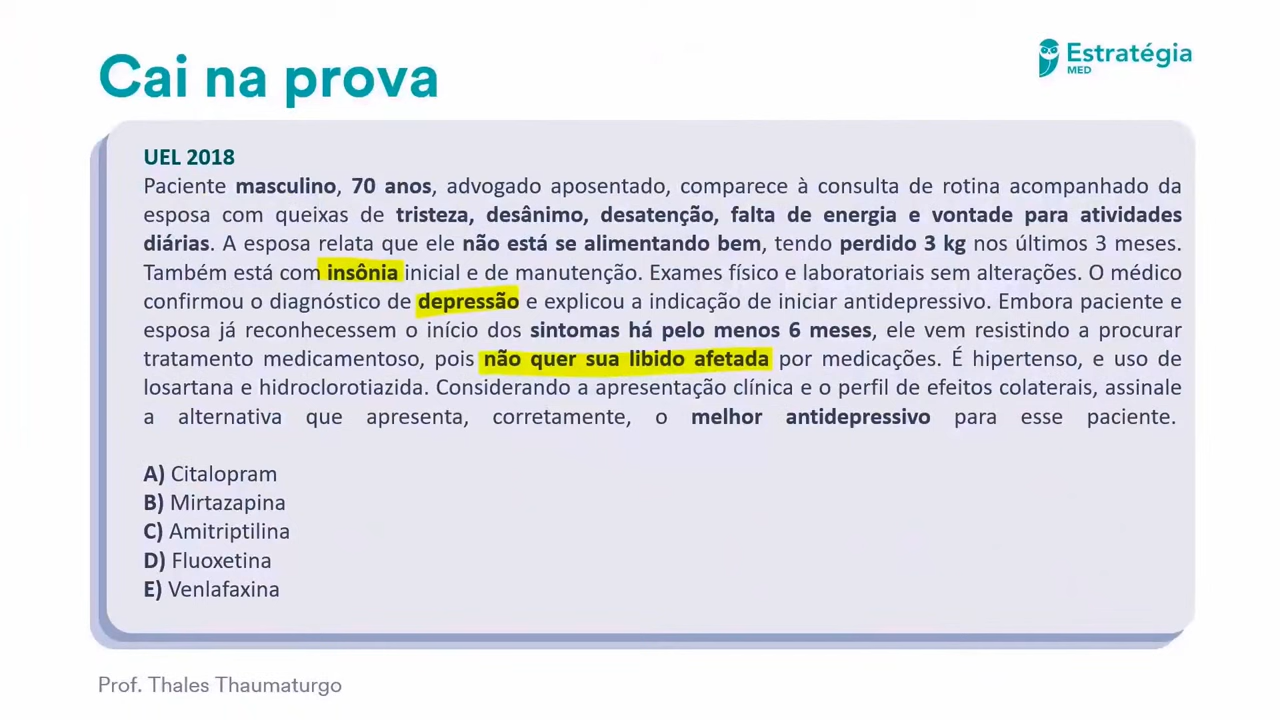 Cai na prova
Estratégia
MED
UEL 2018
Paciente masculino, 70 anos, advogado aposentado, comparece à consulta de rotina acompanhado da
esposa com queixas de tristeza, desânimo, desatenção, falta de energia e vontade para atividades
diárias. A esposa relata que ele não está se alimentando bem, tendo perdido 3 kg nos últimos 3 meses.
Também está com insônia inicial e de manutenção. Exames físico e laboratoriais sem alterações. O médico
confirmou o diagnóstico de depressão e explicou a indicação de iniciar antidepressivo. Embora paciente e
esposa já reconhecessem o início dos sintomas há pelo menos 6 meses, ele vem resistindo a procurar
tratamento medicamentoso, pois não quer sua libido afetada por medicações. É hipertenso, e uso de
losartana e hidroclorotiazida. Considerando a apresentação clínica e o perfil de efeitos colaterais, assinale
a alternativa que apresenta, corretamente, o melhor antidepressivo para esse paciente.
A) Citalopram
B) Mirtazapina
C) Amitriptilina
D) Fluoxetina
E) Venlafaxina
Prof. Thales Thaumaturgo